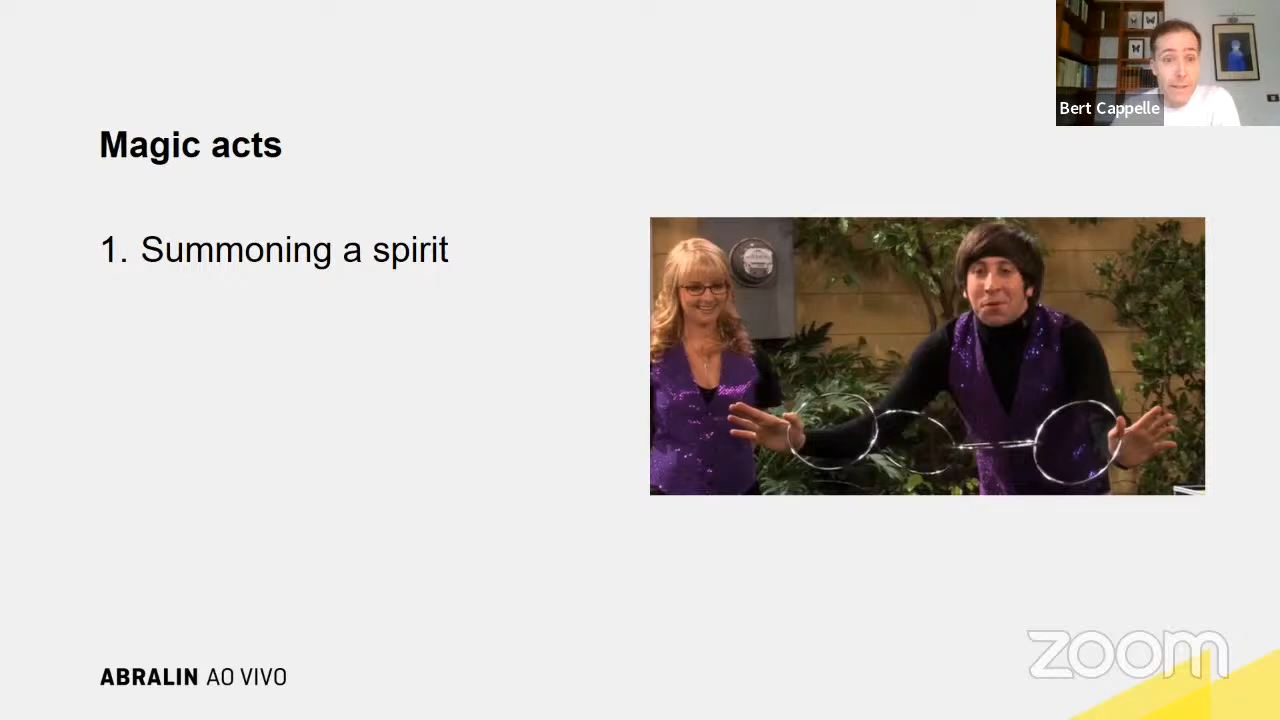 Bert Cappelle
Magic acts
1. Summoning a spirit
ABRALIN AO VIVO
zoom